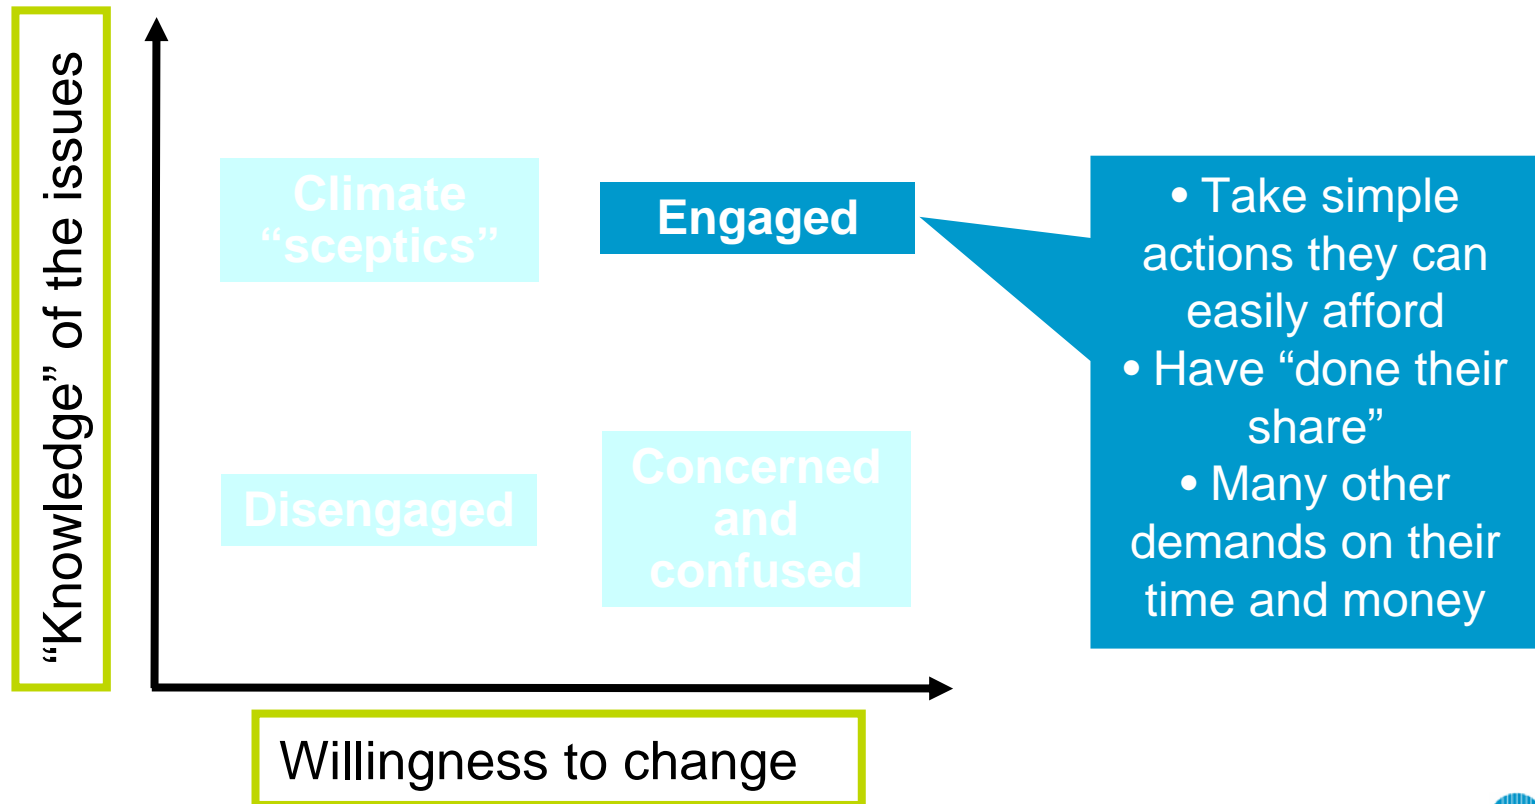 “Knowledge” of the issues
Climate
“sceptics”
Engaged
Disengaged
Concerned
and
confused
• Take simple
actions they can
easily afford
• Have “done their
share”
• Many other
demands on their
time and money
Willingness to change